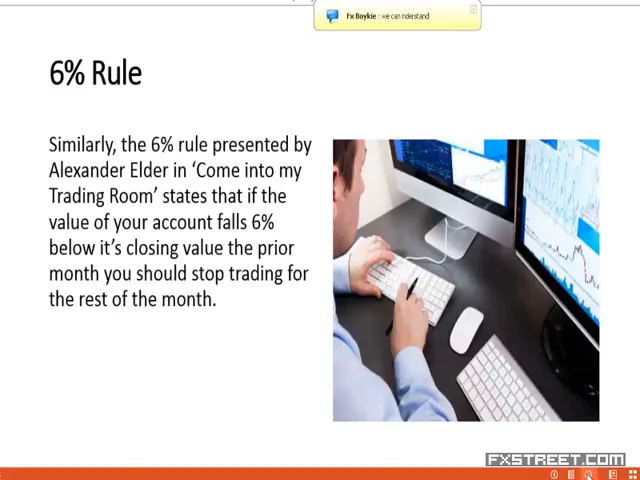 Fx Boykie : we can nderstand
6% Rule
Similarly, the 6% rule presented by
Alexander Elder in ‘Come into my
Trading Room’ states that if the
value of your account falls 6%
below it’s closing value the prior
month you should stop trading for
the rest of the month.
FXSTREET.COM